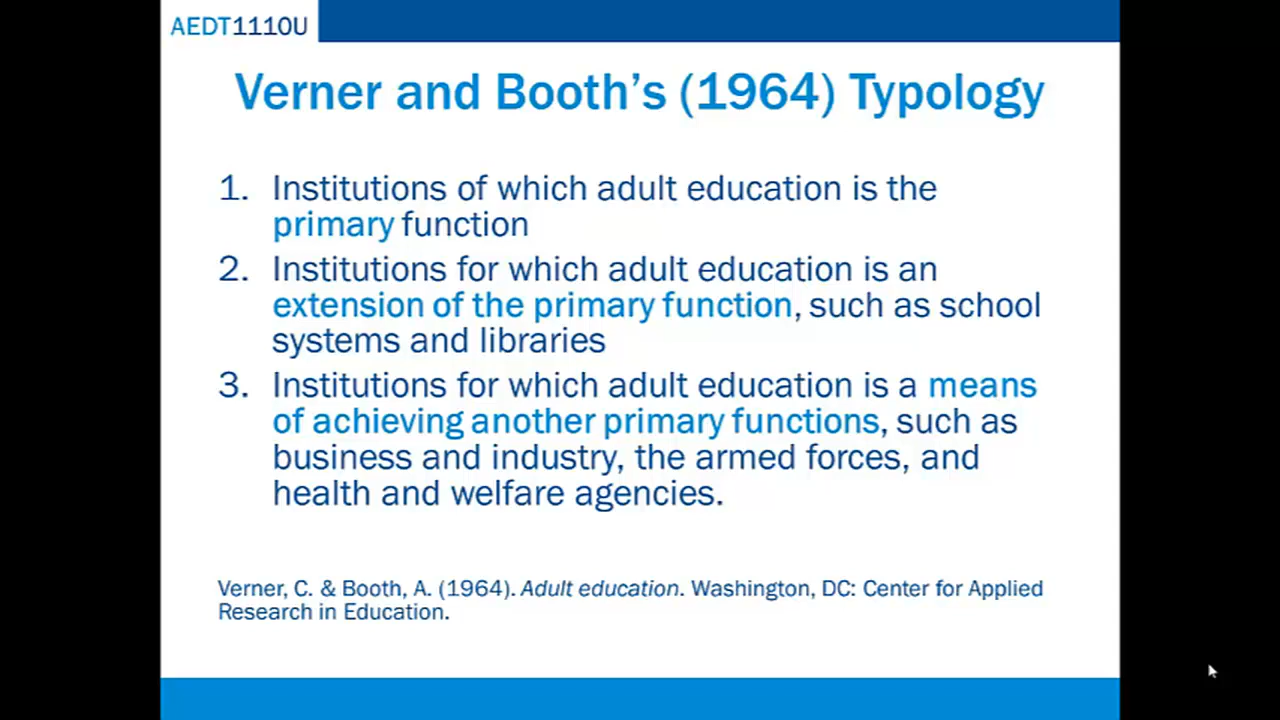 AEDT1110U
Verner and Booth's (1964) Typology
1. Institutions of which adult education is the
primary function
2. Institutions for which adult education is an
extension of the primary function, such as school
systems and libraries
3. Institutions for which adult education is a means
of achieving another primary functions, such as
business and industry, the armed forces, and
health and welfare agencies.
Verner, C. & Booth, A. (1964). Adult education. Washington, DC: Center for Applied
Research in Education.